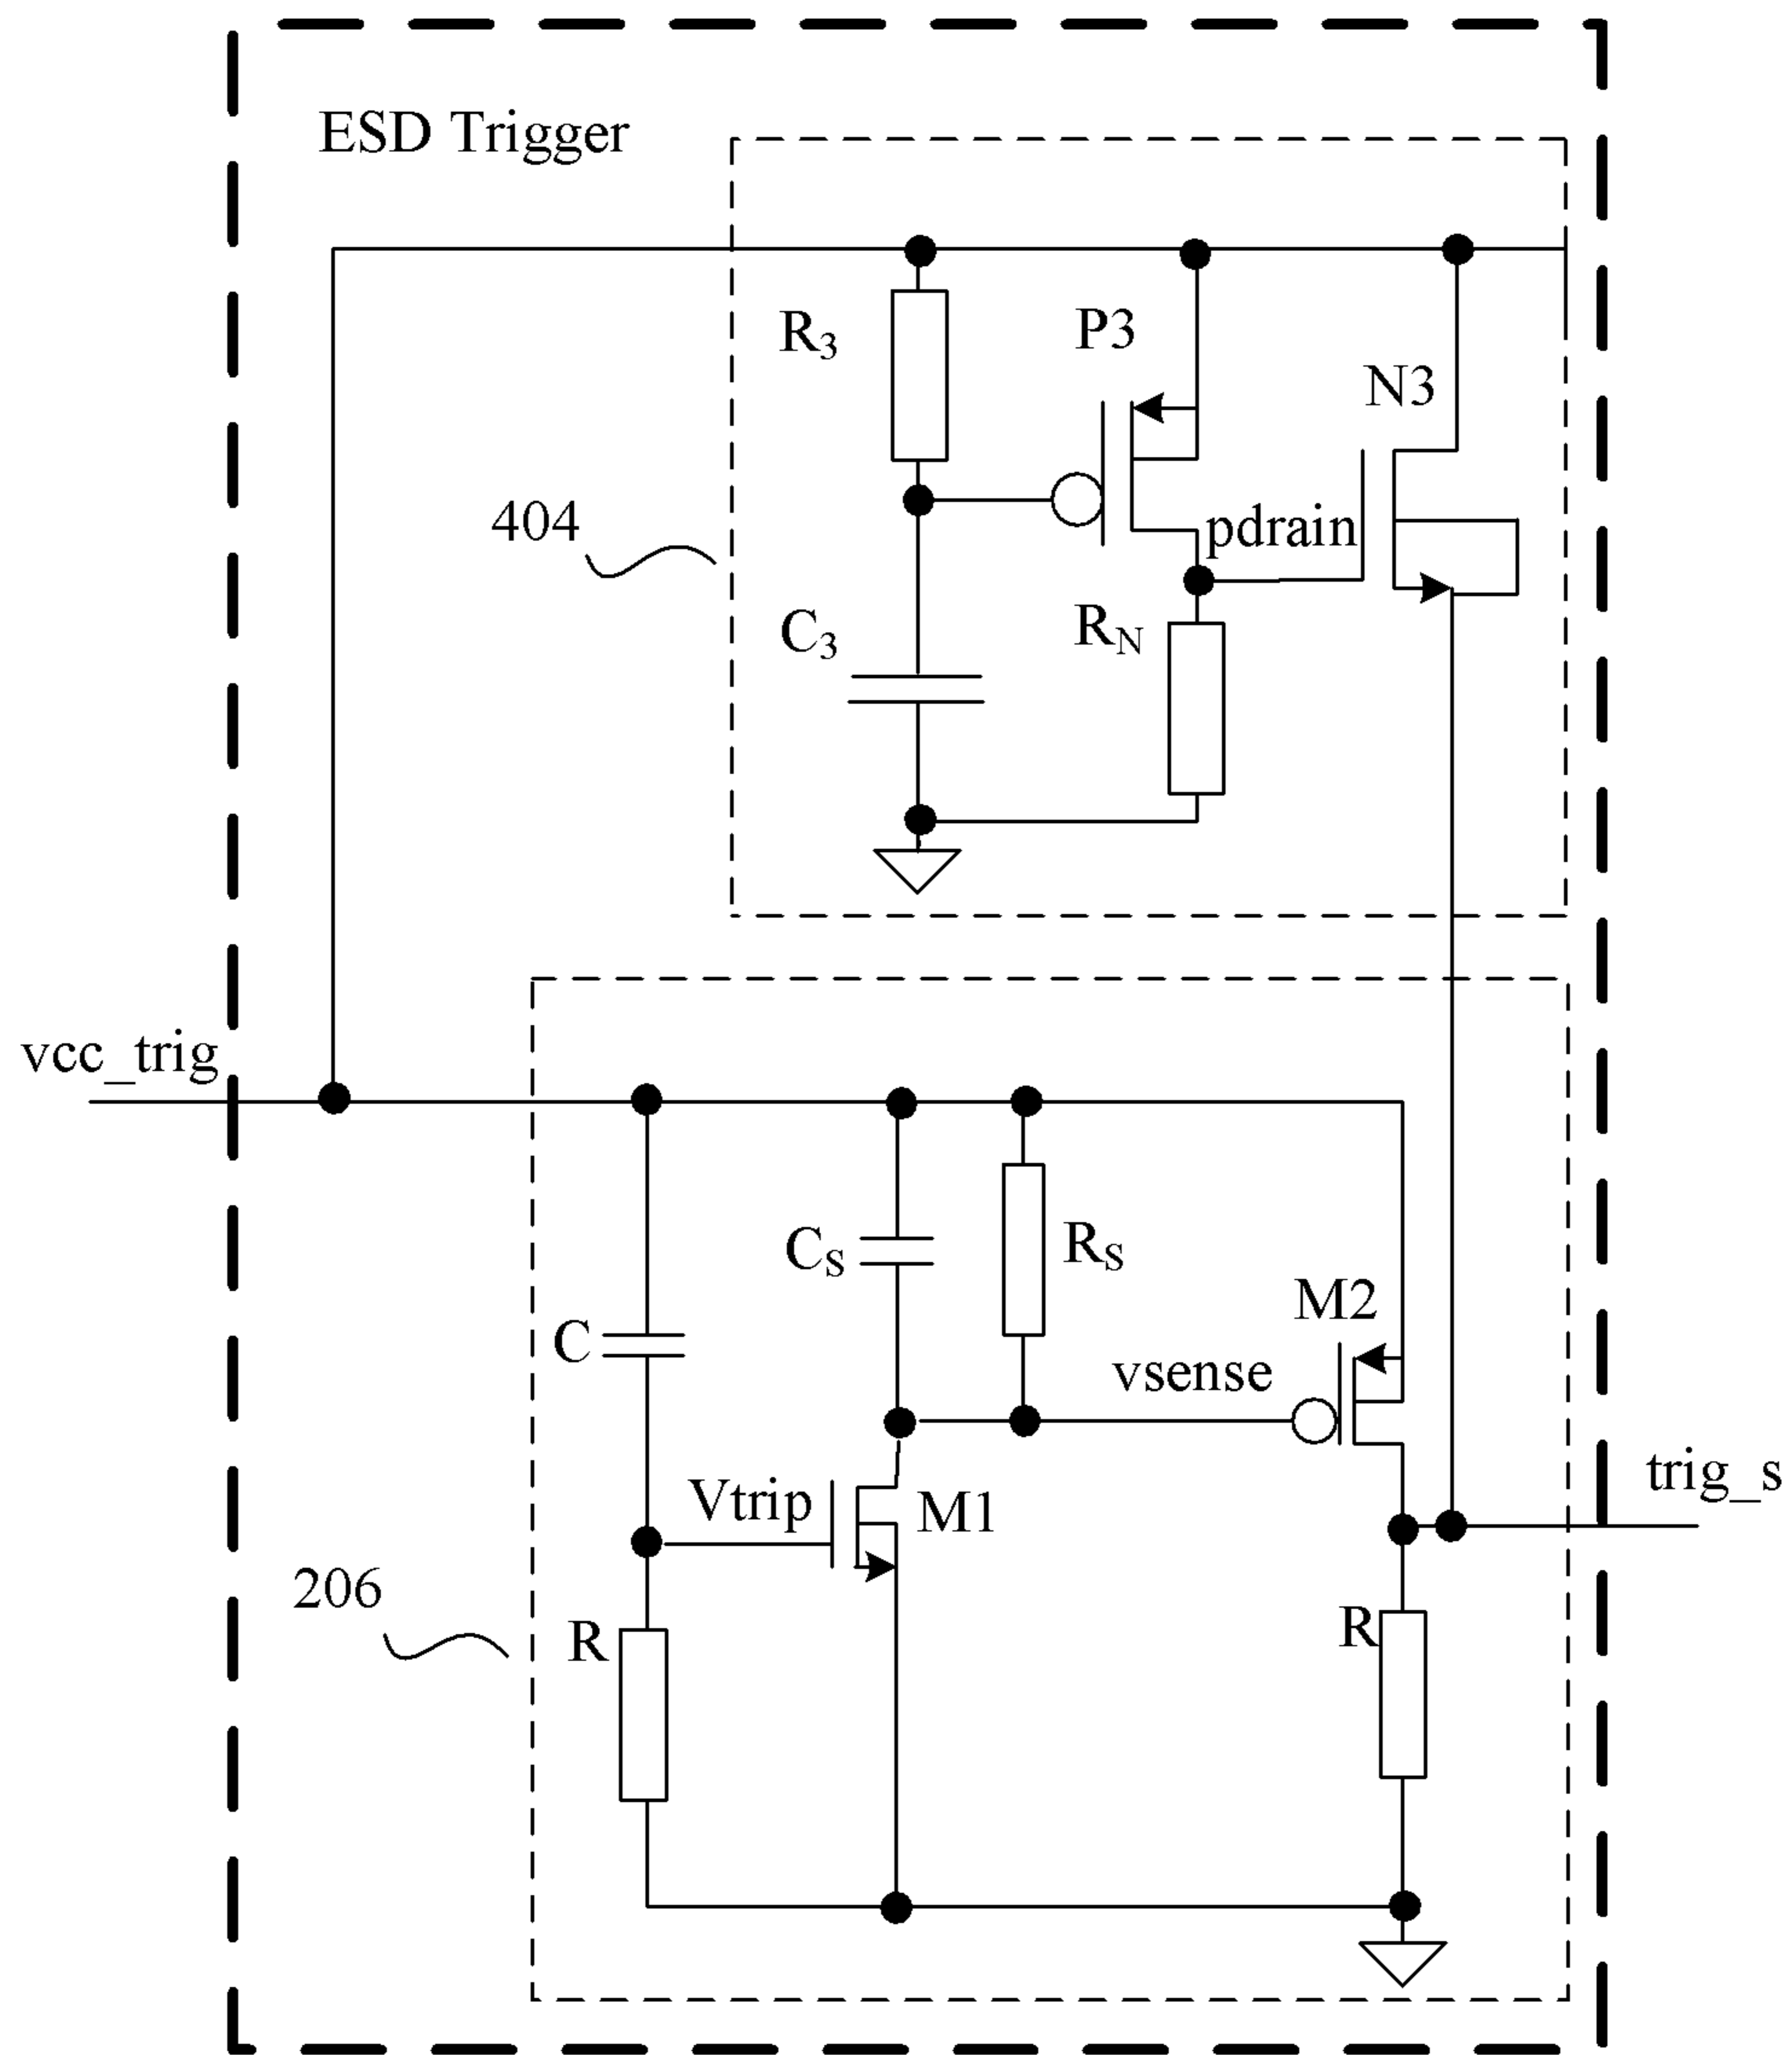 ESD Trigger
R3
P3
N3
404
pdrain
C3
RN
vcc_trig
CS
RS
M2
C
vsense
trig_s
Vtrip
M1
206
R
R